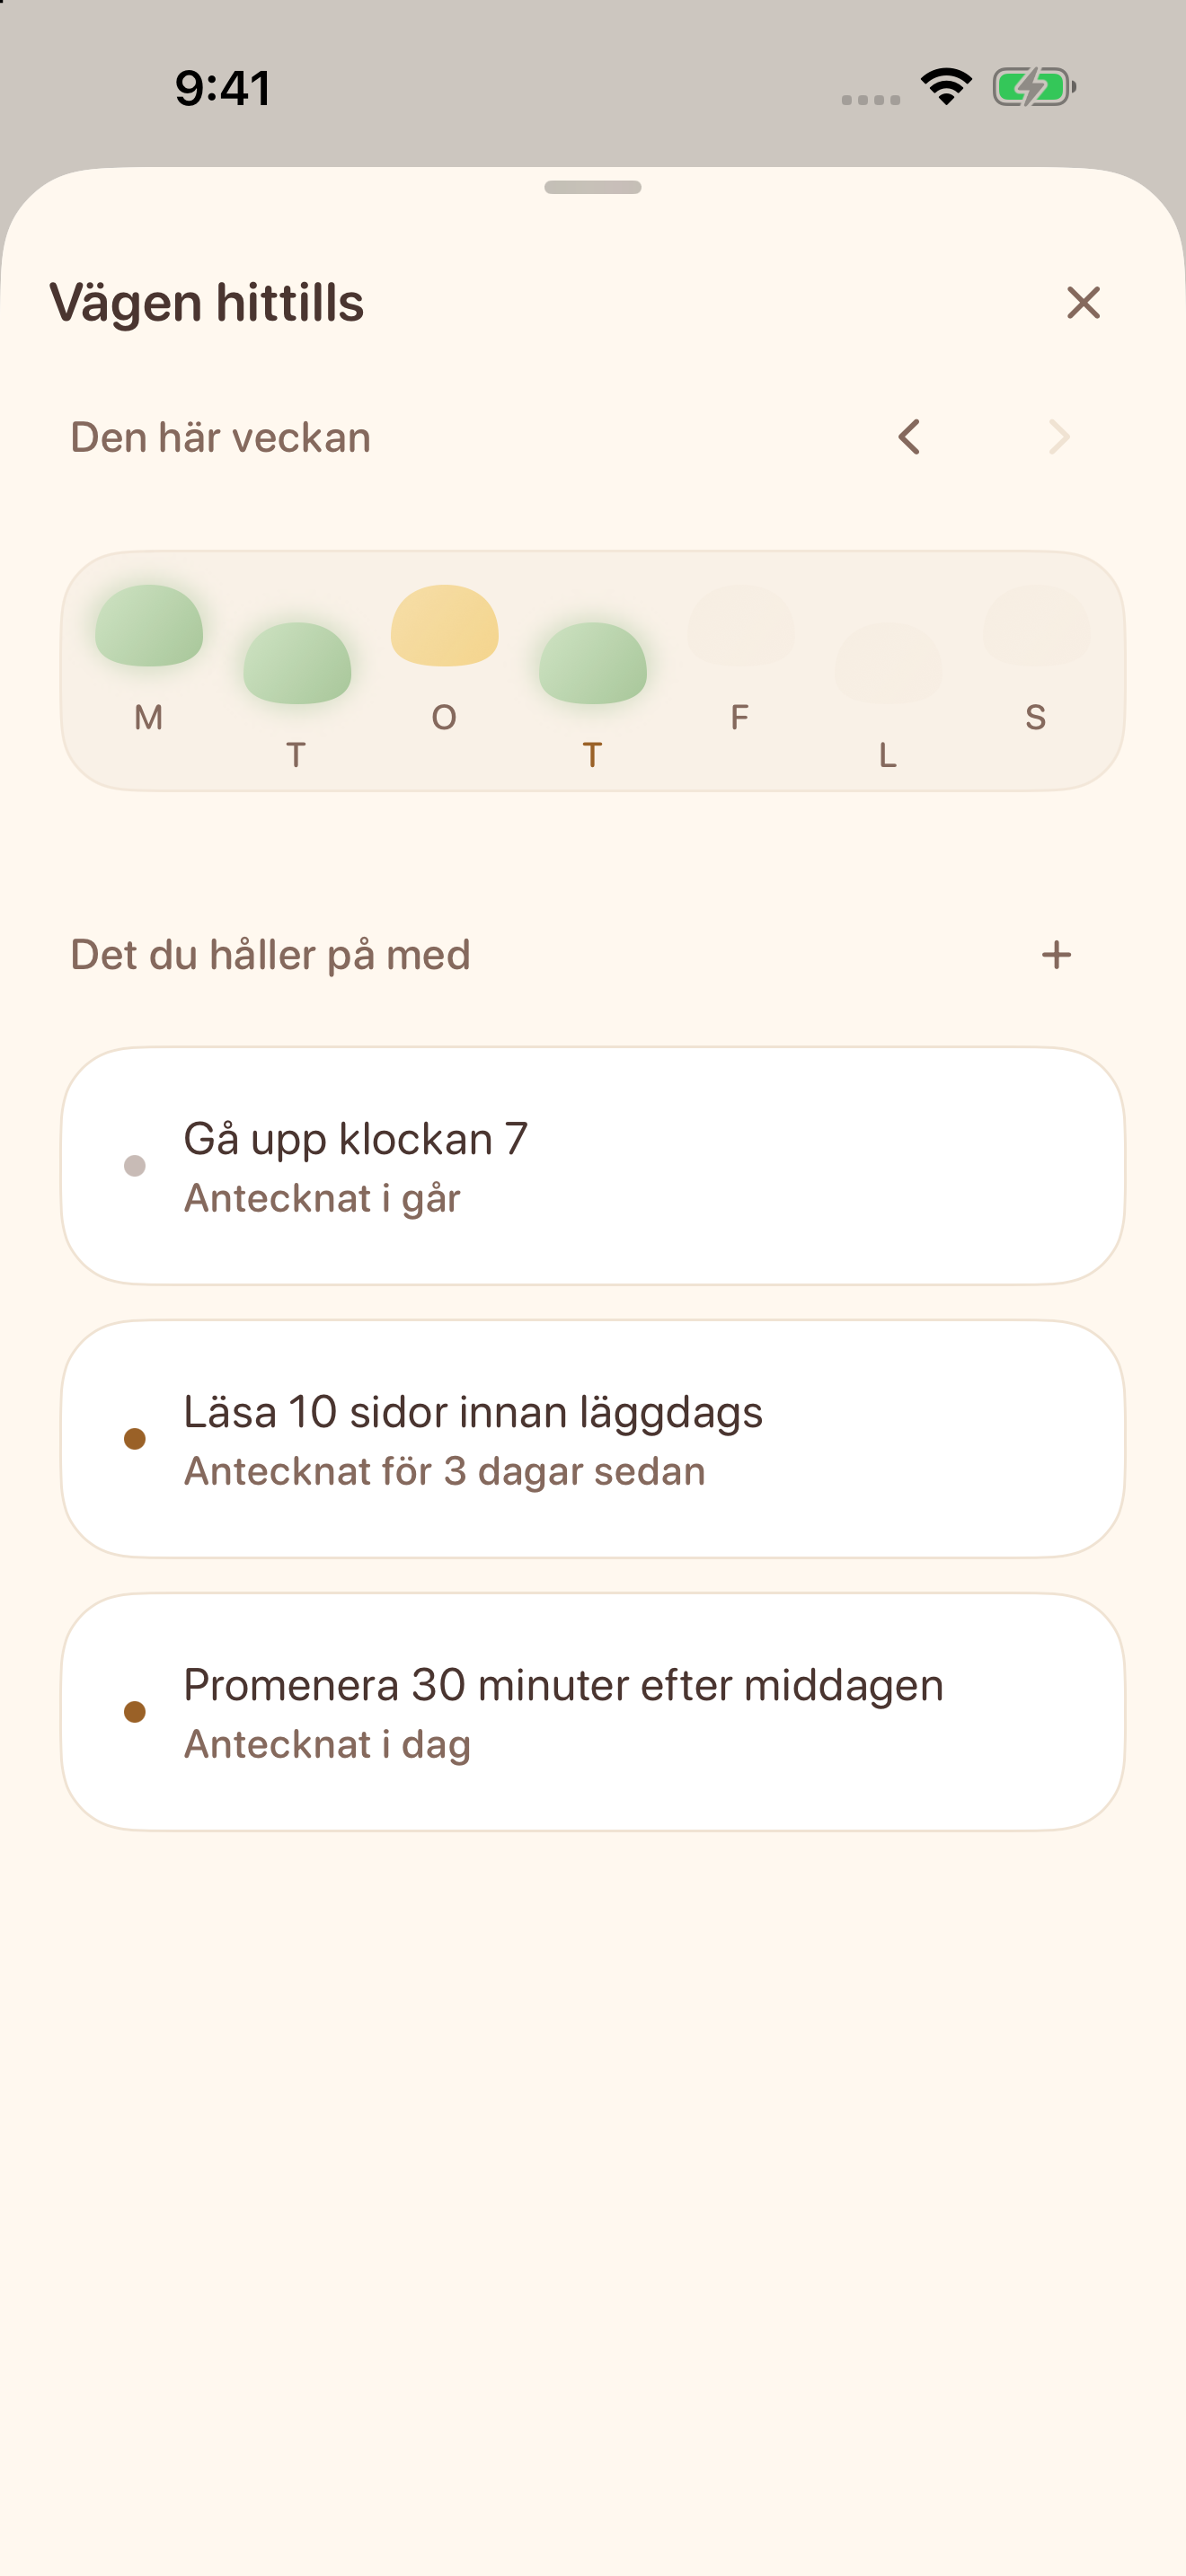 9:41
Vägen hittills
Den här veckan
M T O T F L S
Det du håller på med
Gå upp klockan 7
Antecknat i går
Läsa 10 sidor innan läggdags
Antecknat för 3 dagar sedan
Promenera 30 minuter efter middagen
Antecknat i dag